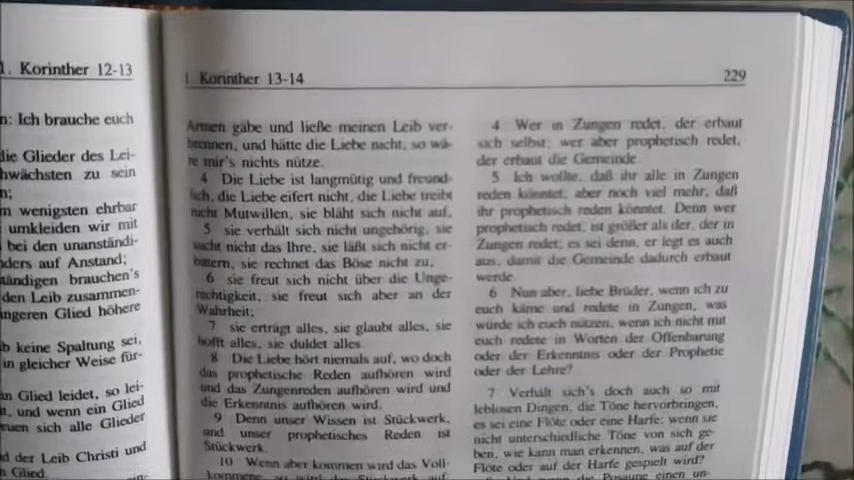 1. Korinther 12-13
n: Ich brauche euch
die Glieder des Lei-
hwächsten zu sein
n;
m wenigsten ehrbar
umkleiden wir mit
bei den unanständi-
ders auf Anstand;
tändigen brauchen's
den Leib zusammen-
ngeren Glied höhere
b keine Spaltung sei,
in gleicher Weise für-
n Glied leidet, so lei-
t, und wenn ein Glied
euen sich alle Glieder
d der Leib Christi und
n Glied.
1. Korinther 13-14
229
Armen gäbe und ließe meinen Leib ver-
brennen, und hätte die Liebe nicht, so wä-
re mir's nichts nütze.
4 Die Liebe ist langmütig und freund-
lich, die Liebe eifert nicht, die Liebe treibt
nicht Mutwillen, sie bläht sich nicht auf,
5 sie verhält sich nicht ungehörig, sie
sucht nicht das Ihre, sie läßt sich nicht er-
bittern, sie rechnet das Böse nicht zu,
6 sie freut sich nicht über die Unge-
rechtigkeit, sie freut sich aber an der
Wahrheit;
7 sie erträgt alles, sie glaubt alles, sie
hofft alles, sie duldet alles.
8 Die Liebe hört niemals auf, wo doch
das prophetische Reden aufhören wird
und das Zungenreden aufhören wird und
die Erkenntnis aufhören wird.
9 Denn unser Wissen ist Stückwerk,
und unser prophetisches Reden ist
Stückwerk.
10 Wenn aber kommen wird das Voll-
kommene, so wird das Stückwerk auf-
4 Wer in Zungen redet, der erbaut
sich selbst; wer aber prophetisch redet,
der erbaut die Gemeinde.
5 Ich wollte, daß ihr alle in Zungen
reden könntet; aber noch viel mehr, daß
ihr prophetisch reden könntet. Denn wer
prophetisch redet, ist größer als der, der in
Zungen redet; es sei denn, er legt es auch
aus, damit die Gemeinde dadurch erbaut
werde.
6 Nun aber, liebe Brüder, wenn ich zu
euch käme und redete in Zungen, was
würde ich euch nützen, wenn ich nicht mit
euch redete in Worten der Offenbarung
oder der Erkenntnis oder der Prophetie
oder der Lehre?
7 Verhält sich's doch auch so mit
leblosen Dingen, die Töne hervorbringen,
es sei eine Flöte oder eine Harfe: wenn sie
nicht unterschiedliche Töne von sich ge-
ben, wie kann man erkennen, was auf der
Flöte oder auf der Harfe gespielt wird?
die Posaune einen un-